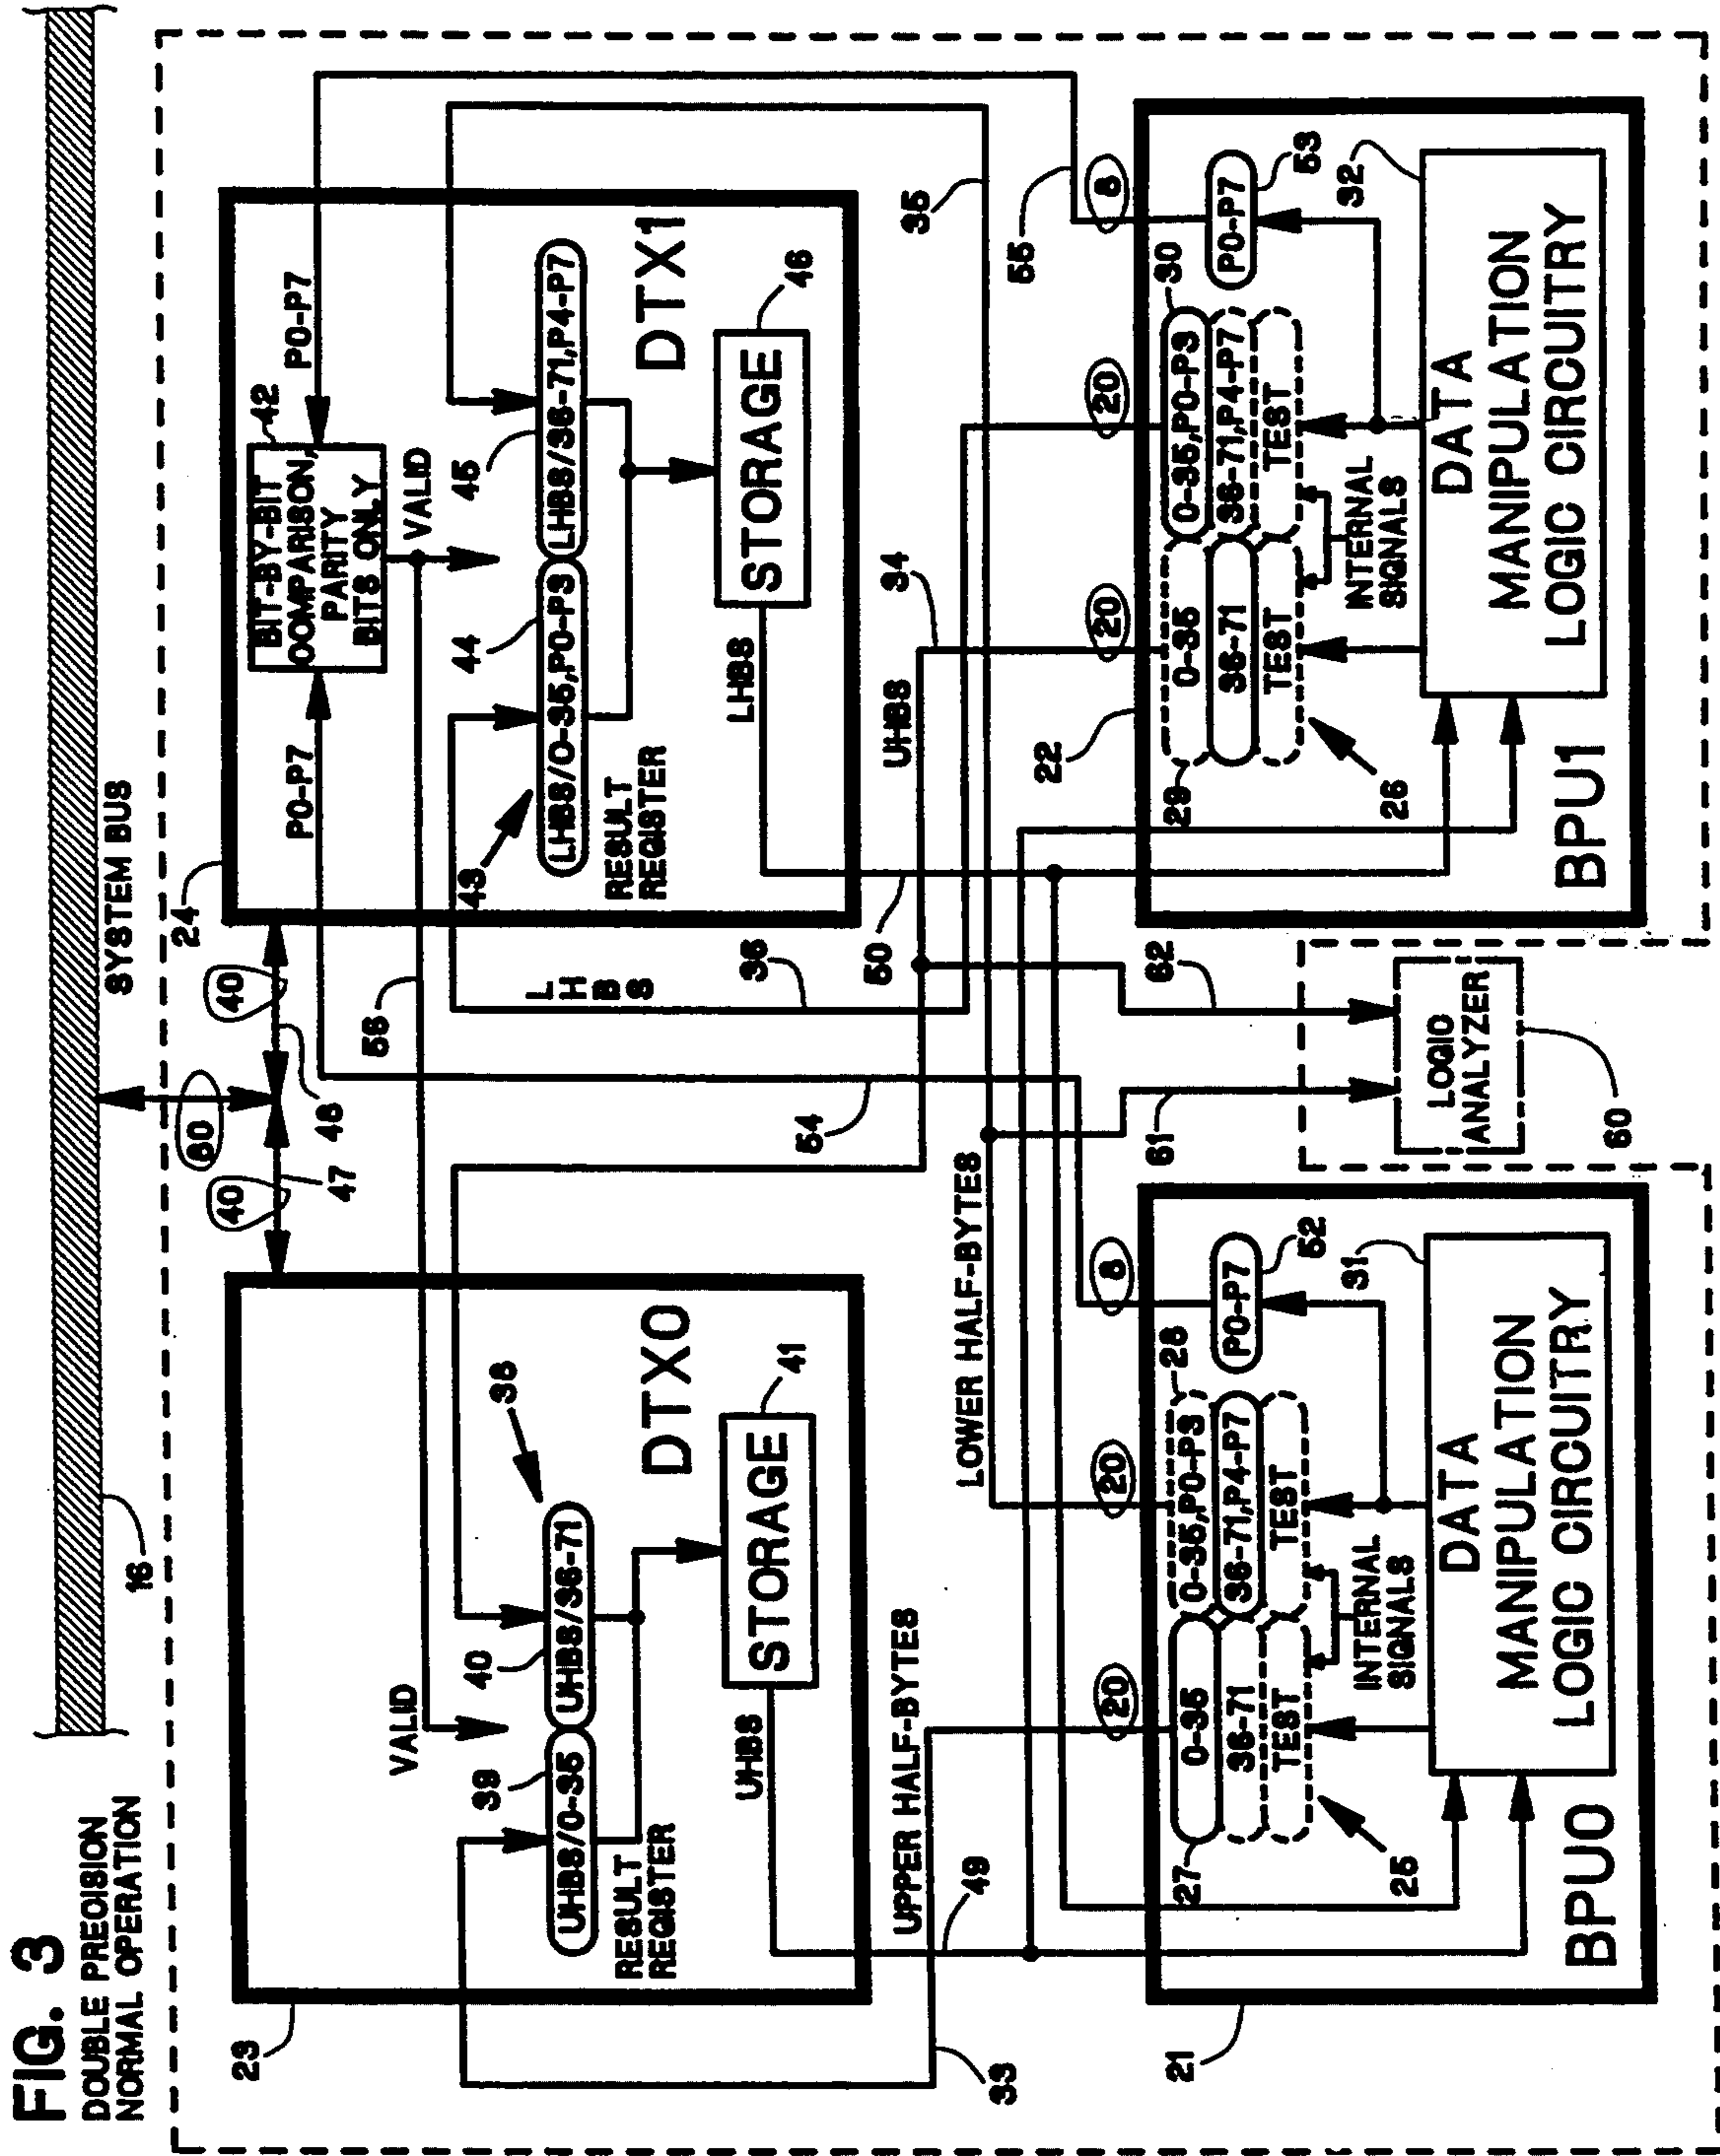 FIG. 3
DOUBLE PRECISION
NORMAL OPERATION
16
SYSTEM BUS
80
40
40
47
48
23
VALID
56
24
DTX0
38
39
40
UHBS/0-35
UHBS/36-71
RESULT
REGISTER
UHBS
STORAGE
41
P0-P7
BIT-BY-BIT
COMPARISON,
PARITY
BITS ONLY
42
P0-P7
VALID
DTX1
43
44
45
LHBS/0-35,P0-P3
LHBS/36-71,P4-P7
RESULT
REGISTER
LHBS
STORAGE
46
LHBS
36
33
UPPER HALF-BYTES
49
LOWER HALF-BYTES
54
50
UHBS
34
35
55
61
62
LOGIC
ANALYZER
60
21
20
20
8
27
0-35
0-35,P0-P3
28
36-71
36-71,P4-P7
TEST
TEST
P0-P7
52
25
INTERNAL
SIGNALS
31
DATA
MANIPULATION
LOGIC CIRCUITRY
BPU0
22
20
20
8
29
0-35
0-35,P0-P3
30
36-71
36-71,P4-P7
TEST
TEST
P0-P7
53
26
INTERNAL
SIGNALS
32
DATA
MANIPULATION
LOGIC CIRCUITRY
BPU1